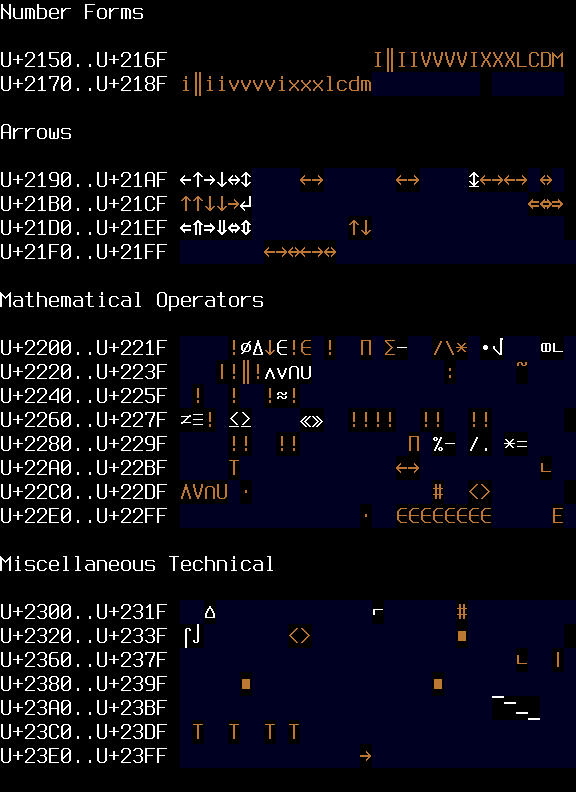 Number Forms
U+2150..U+216F I‖IIVVVVIXXXLCDM
U+2170..U+218F i‖iivvvvixxxlcdm
Arrows
U+2190..U+21AF ←↑→↓↔↕ ←→ ←→ ↨←→←→ ↔
U+21B0..U+21CF ↑↑↓↓→↵ ⇐⇔⇒
U+21D0..U+21EF ⇐⇑⇒⇓⇔⇕ ↑↓
U+21F0..U+21FF ←→↔←→↔
Mathematical Operators
U+2200..U+221F !∅∆↓∈!∈ ! Π Σ− /\* •√ ∞∟
U+2220..U+223F |!‖!∧∨∩∪ : ~
U+2240..U+225F ! ! !≈!
U+2260..U+227F ≠≡! ≤≥ «» !!!! !! !!
U+2280..U+229F !! !! Π %− /. *=
U+22A0..U+22BF T ↔ ∟
U+22C0..U+22DF ∧∨∩∪ · # <>
U+22E0..U+22FF · ∈∈∈∈∈∈∈∈ E
Miscellaneous Technical
U+2300..U+231F ⌂ ⌐ #
U+2320..U+233F ⌠⌡ <> ■
U+2360..U+237F ∟ |
U+2380..U+239F ■ ■
U+23A0..U+23BF ⎺⎻⎼⎽
U+23C0..U+23DF T T T T
U+23E0..U+23FF →